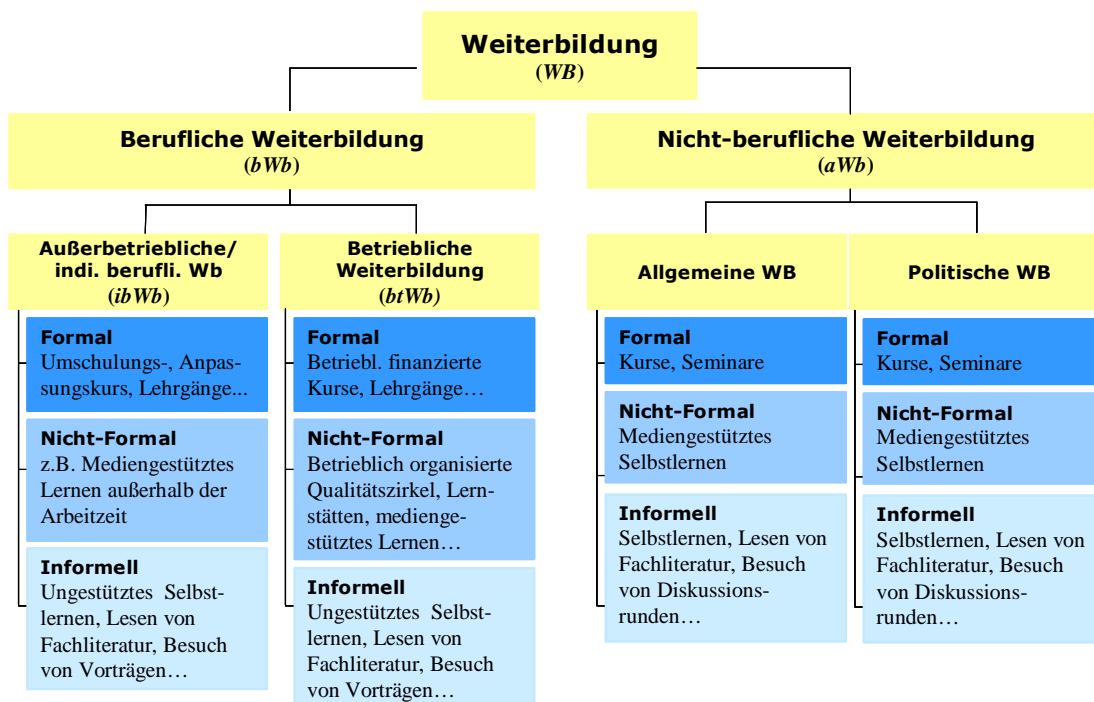 Weiterbildung
(WB)
Berufliche Weiterbildung
(bWb)
Nicht-berufliche Weiterbildung
(aWb)
Außerbetriebliche/
indi. berufli. Wb
(ibWb)
Formal
Umschulungs-, Anpas-
sungskurs, Lehrgänge...
Nicht-Formal
z.B. Mediengestütztes
Lernen außerhalb der
Arbeitzeit
Informell
Ungestütztes Selbst-
lernen, Lesen von
Fachliteratur, Besuch
von Vorträgen…
Betriebliche
Weiterbildung
(btWb)
Formal
Betriebl. finanzierte
Kurse, Lehrgänge…
Nicht-Formal
Betrieblich organisierte
Qualitätszirkel, Lern-
stätten, medienge-
stütztes Lernen…
Informell
Ungestütztes Selbst-
lernen, Lesen von
Fachliteratur, Besuch
von Vorträgen…
Allgemeine WB
Formal
Kurse, Seminare
Nicht-Formal
Mediengestütztes
Selbstlernen
Informell
Selbstlernen, Lesen von
Fachliteratur, Besuch
von Diskussions-
runden…
Politische WB
Formal
Kurse, Seminare
Nicht-Formal
Mediengestütztes
Selbstlernen
Informell
Selbstlernen, Lesen von
Fachliteratur, Besuch
von Diskussions-
runden…